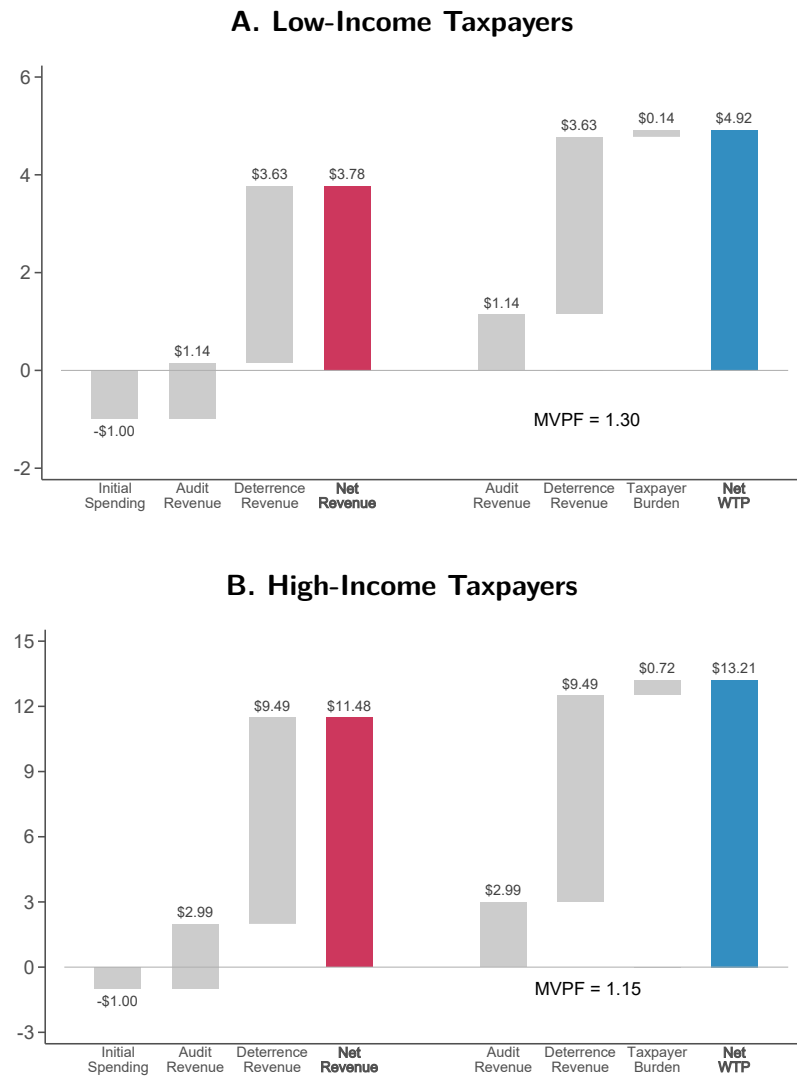 A. Low-Income Taxpayers
6
4
2
0
-2
-$1.00
$1.14
$3.63
$3.78
$1.14
$3.63
$0.14
$4.92
MVPF = 1.30
Initial
Spending
Audit
Revenue
Deterrence
Revenue
Net
Revenue
Audit
Revenue
Deterrence
Revenue
Taxpayer
Burden
Net
WTP
B. High-Income Taxpayers
15
12
9
6
3
0
-3
-$1.00
$2.99
$9.49
$11.48
$2.99
$9.49
$0.72
$13.21
MVPF = 1.15
Initial
Spending
Audit
Revenue
Deterrence
Revenue
Net
Revenue
Audit
Revenue
Deterrence
Revenue
Taxpayer
Burden
Net
WTP